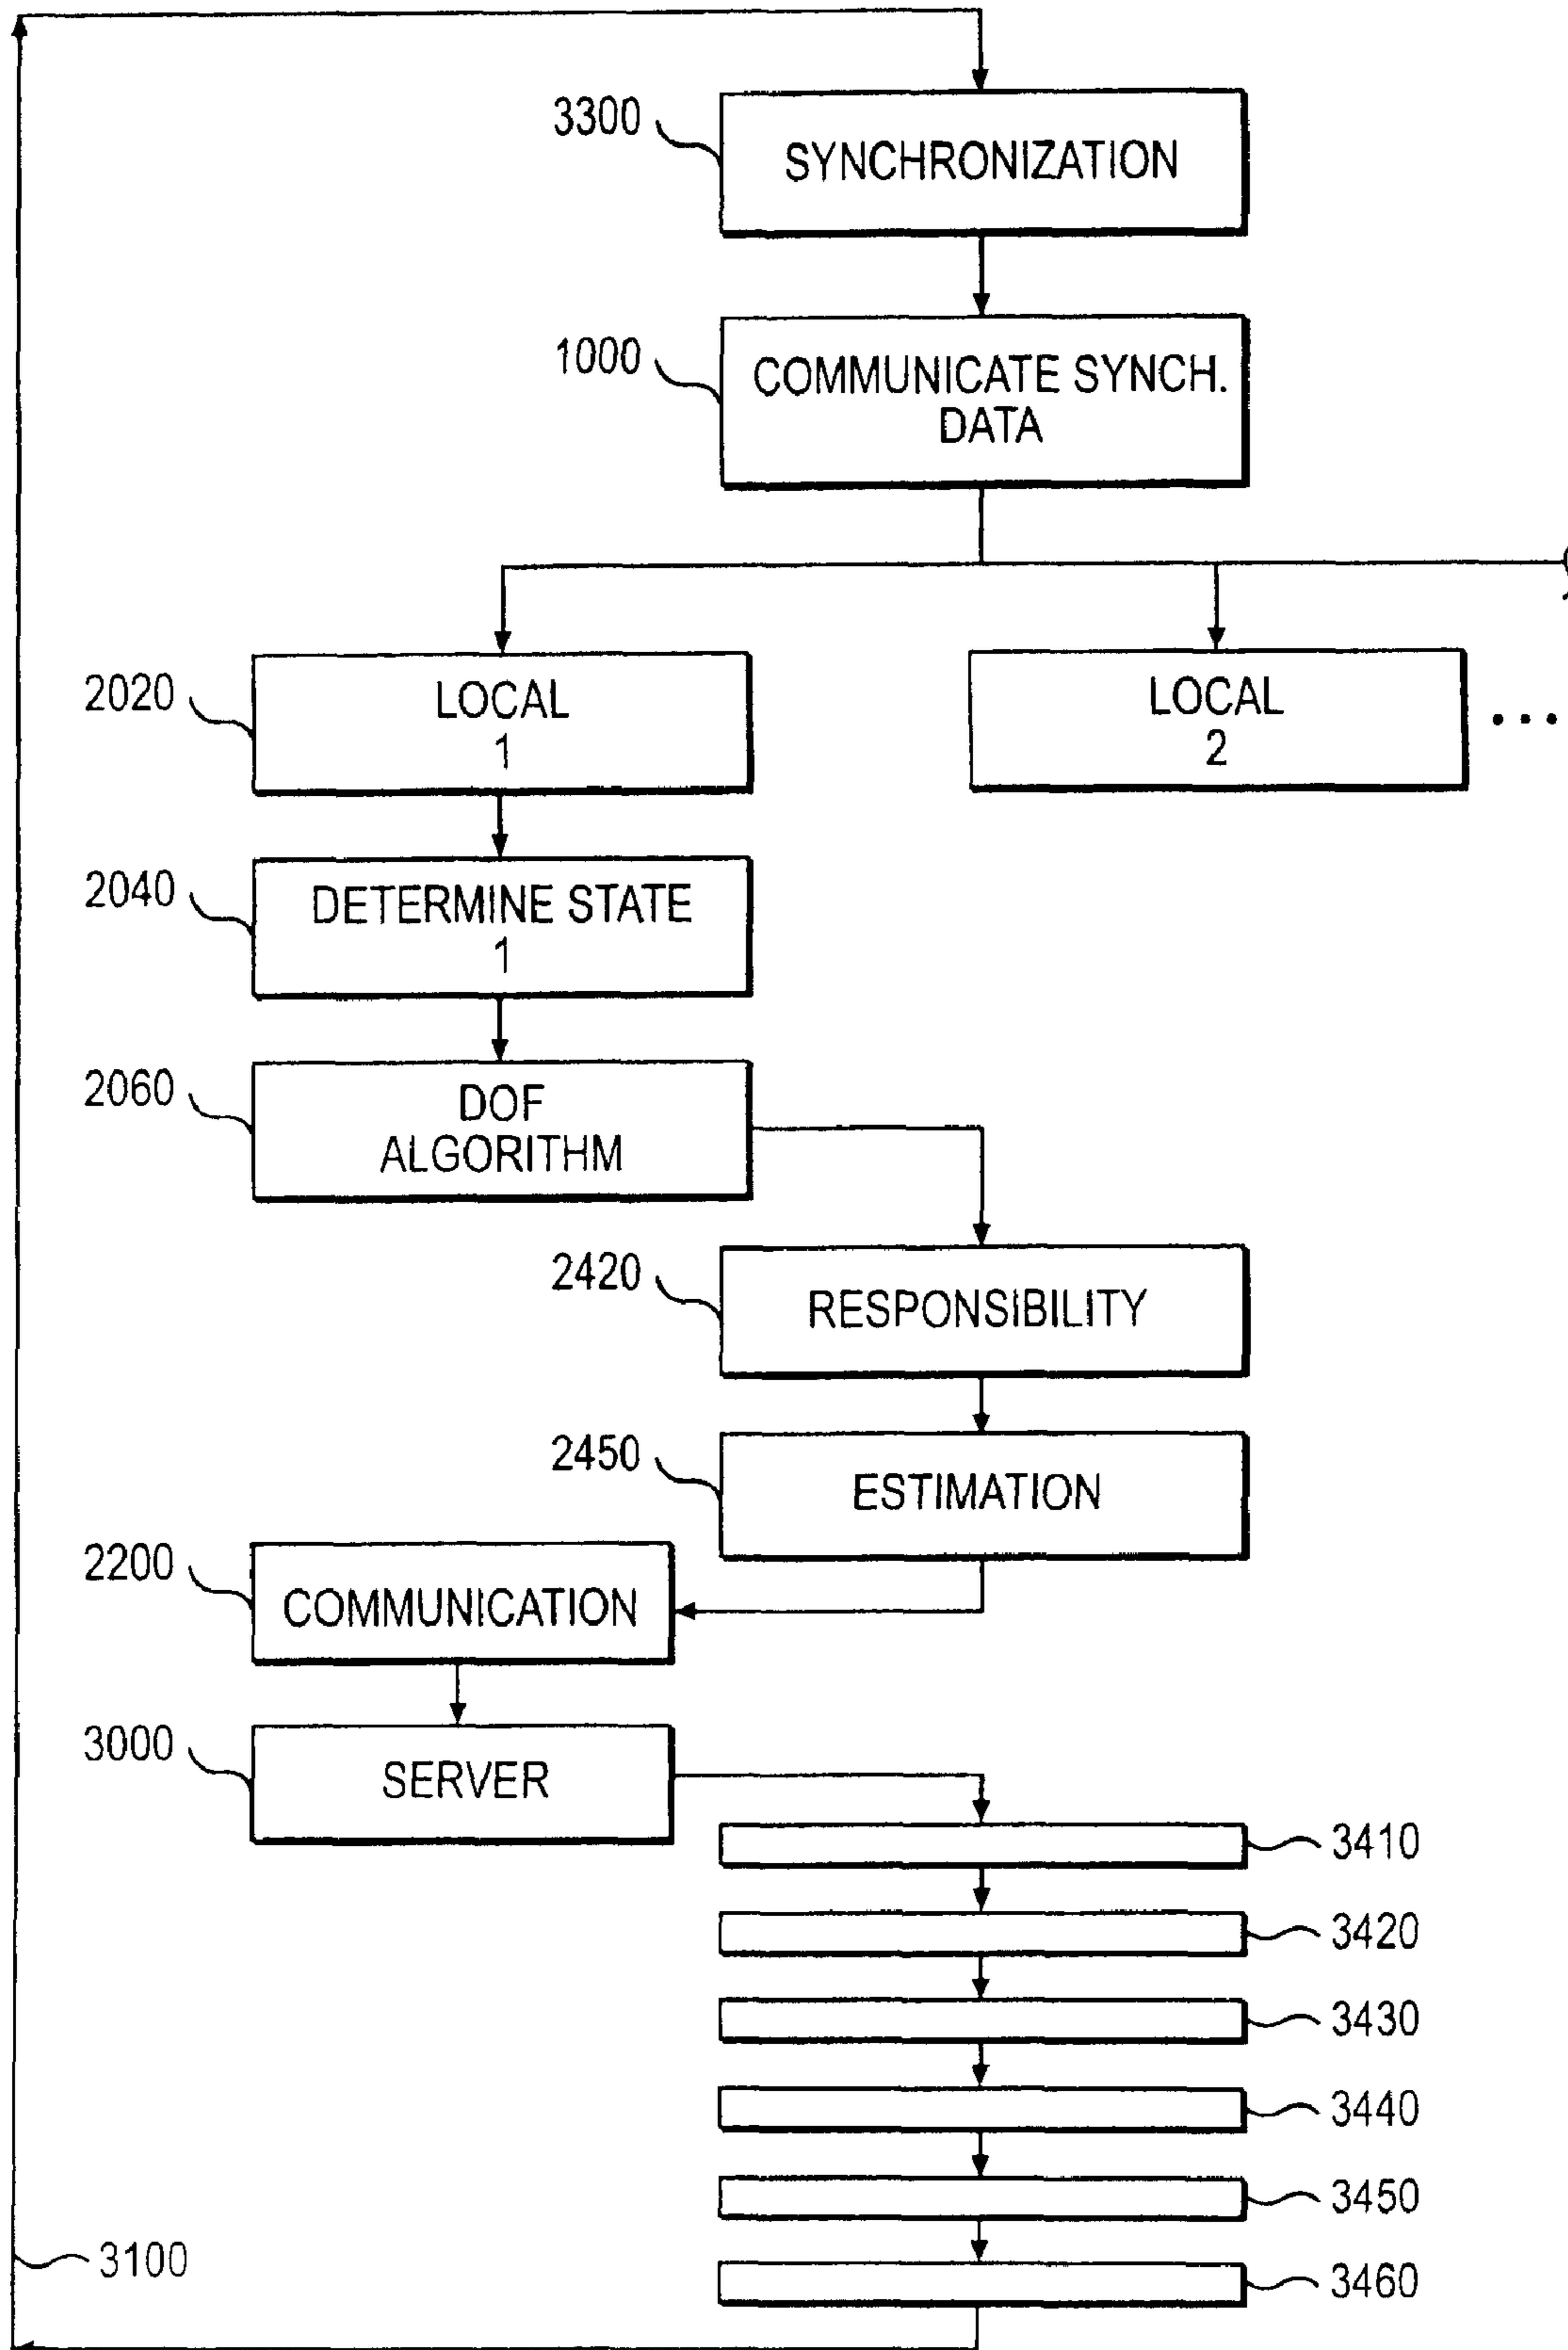 3300
SYNCHRONIZATION
1000
COMMUNICATE SYNCH.
DATA
2020
LOCAL
1
LOCAL
2
...
2040
DETERMINE STATE
1
2060
DOF
ALGORITHM
2420
RESPONSIBILITY
2450
ESTIMATION
2200
COMMUNICATION
3000
SERVER
3410
3420
3430
3440
3450
3100
3460